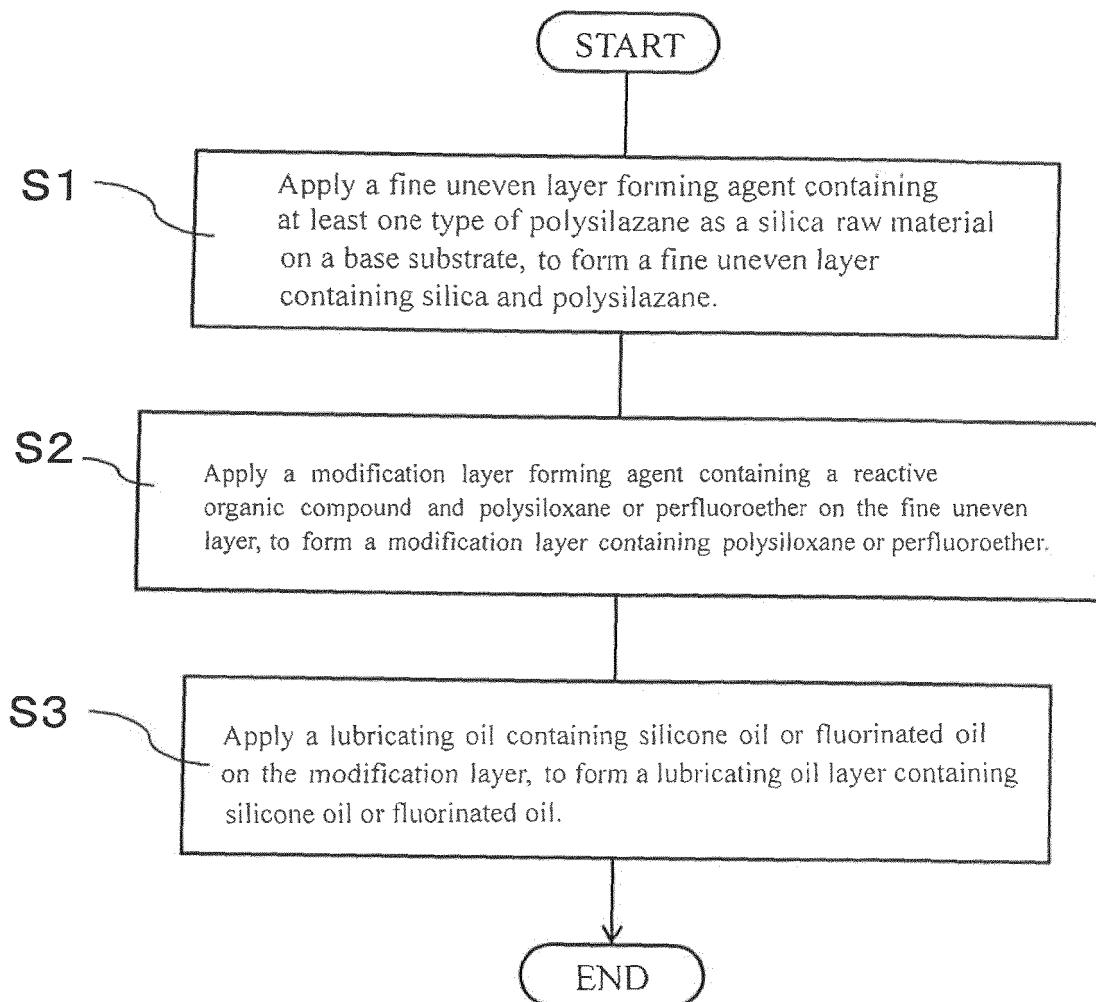 START
S1
Apply a fine uneven layer forming agent containing
at least one type of polysilazane as a silica raw material
on a base substrate, to form a fine uneven layer
containing silica and polysilazane.
S2
Apply a modification layer forming agent containing a reactive
organic compound and polysiloxane or perfluoroether on the fine uneven
layer, to form a modification layer containing polysiloxane or perfluoroether.
S3
Apply a lubricating oil containing silicone oil or fluorinated oil
on the modification layer, to form a lubricating oil layer containing
silicone oil or fluorinated oil.
END